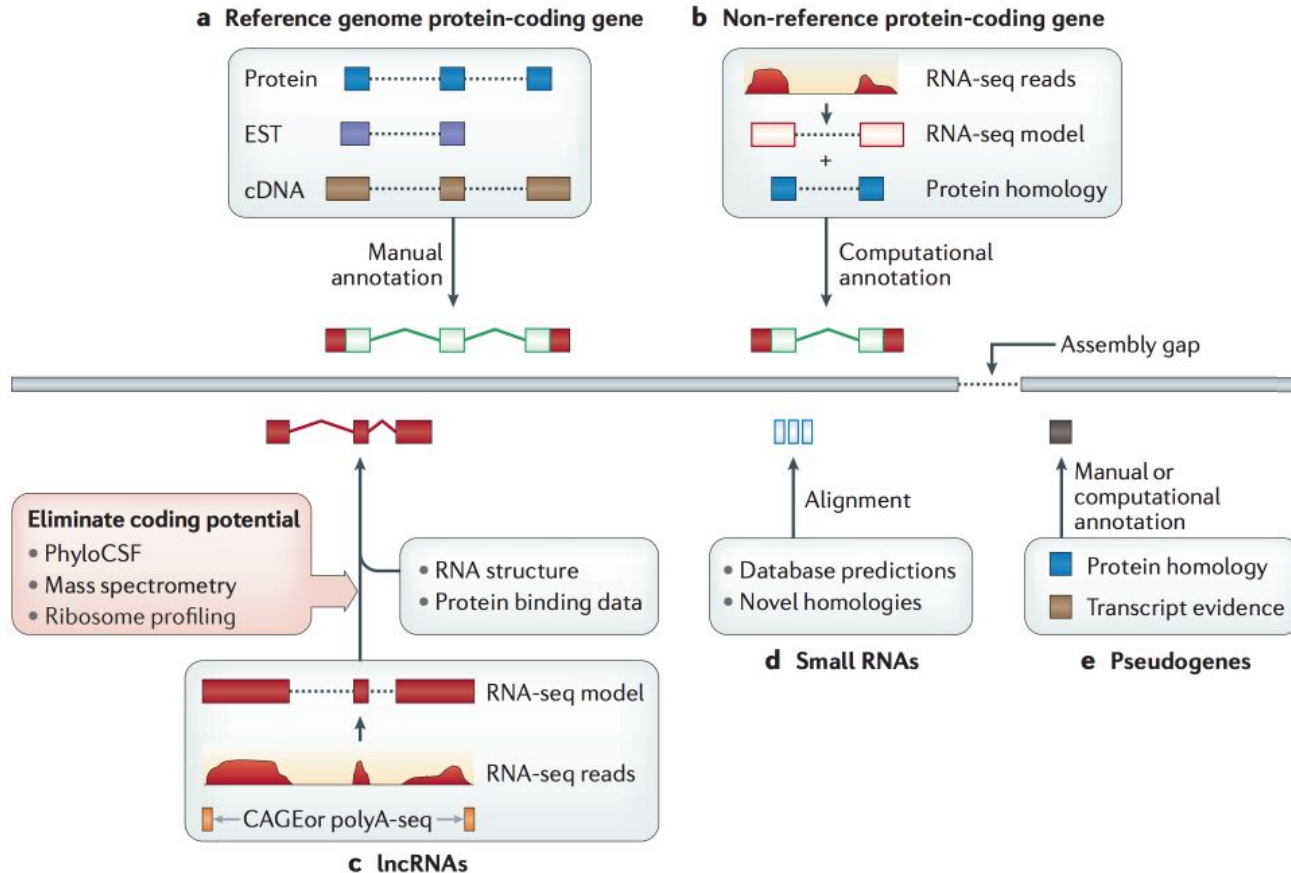 a Reference genome protein-coding gene
Protein
EST
cDNA
Manual
annotation
b Non-reference protein-coding gene
RNA-seq reads
RNA-seq model
+
Protein homology
Computational
annotation
Assembly gap
Eliminate coding potential
• PhyloCSF
• Mass spectrometry
• Ribosome profiling
• RNA structure
• Protein binding data
RNA-seq model
RNA-seq reads
CAGEor polyA-seq
c lncRNAs
Alignment
• Database predictions
• Novel homologies
d Small RNAs
Manual or
computational
annotation
Protein homology
Transcript evidence
e Pseudogenes